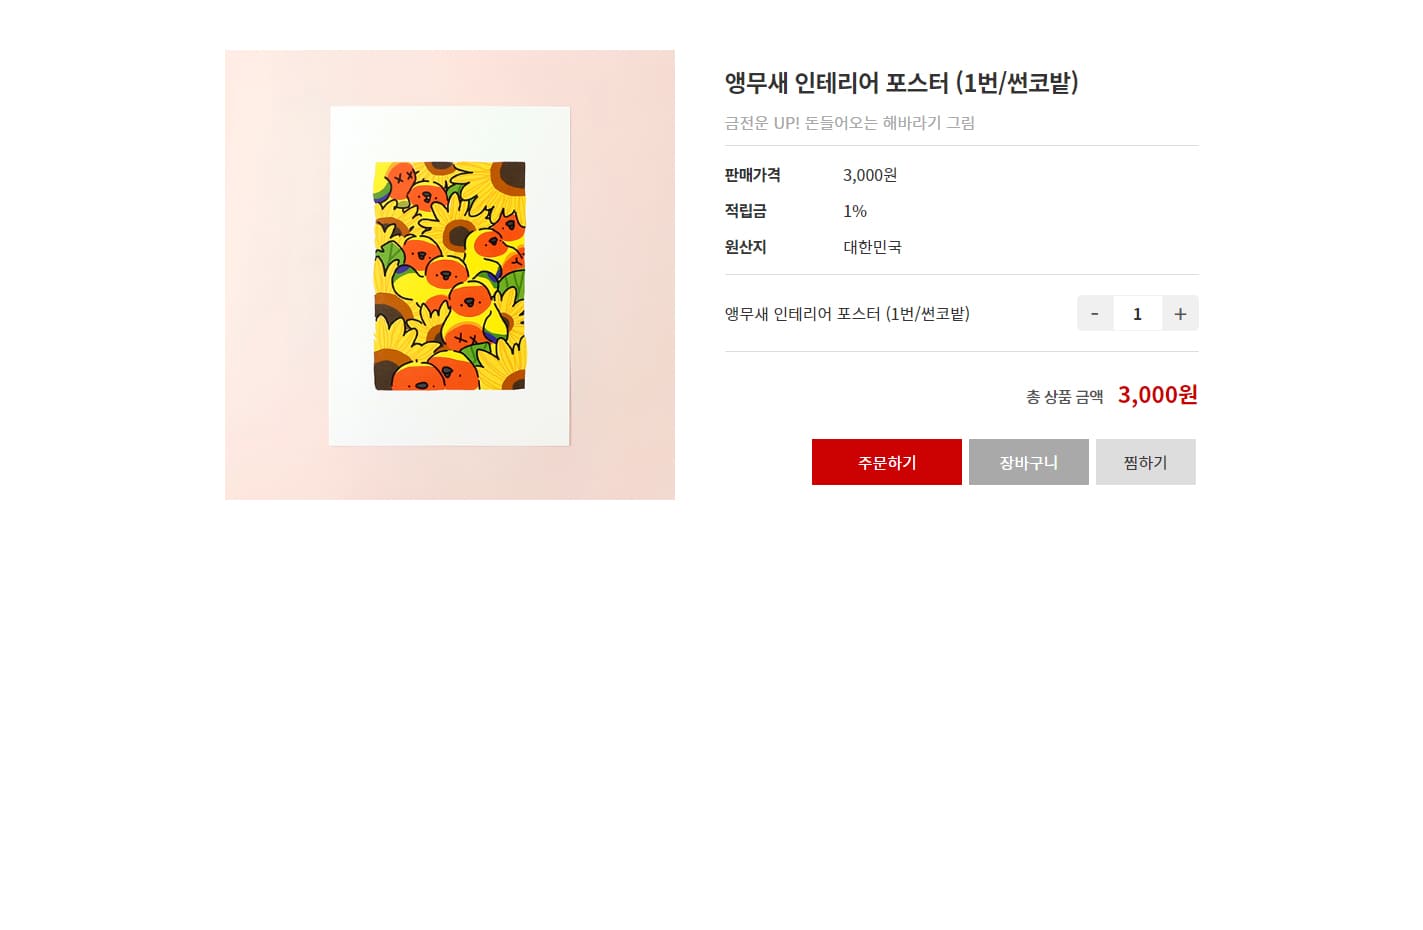 앵무새 인테리어 포스터 (1번/썬코밭)
금전운 UP! 돈들어오는 해바라기 그림
판매가격 3,000원
적립금 1%
원산지 대한민국
앵무새 인테리어 포스터 (1번/썬코밭) - 1 +
총 상품 금액 3,000원
주문하기 장바구니 찜하기